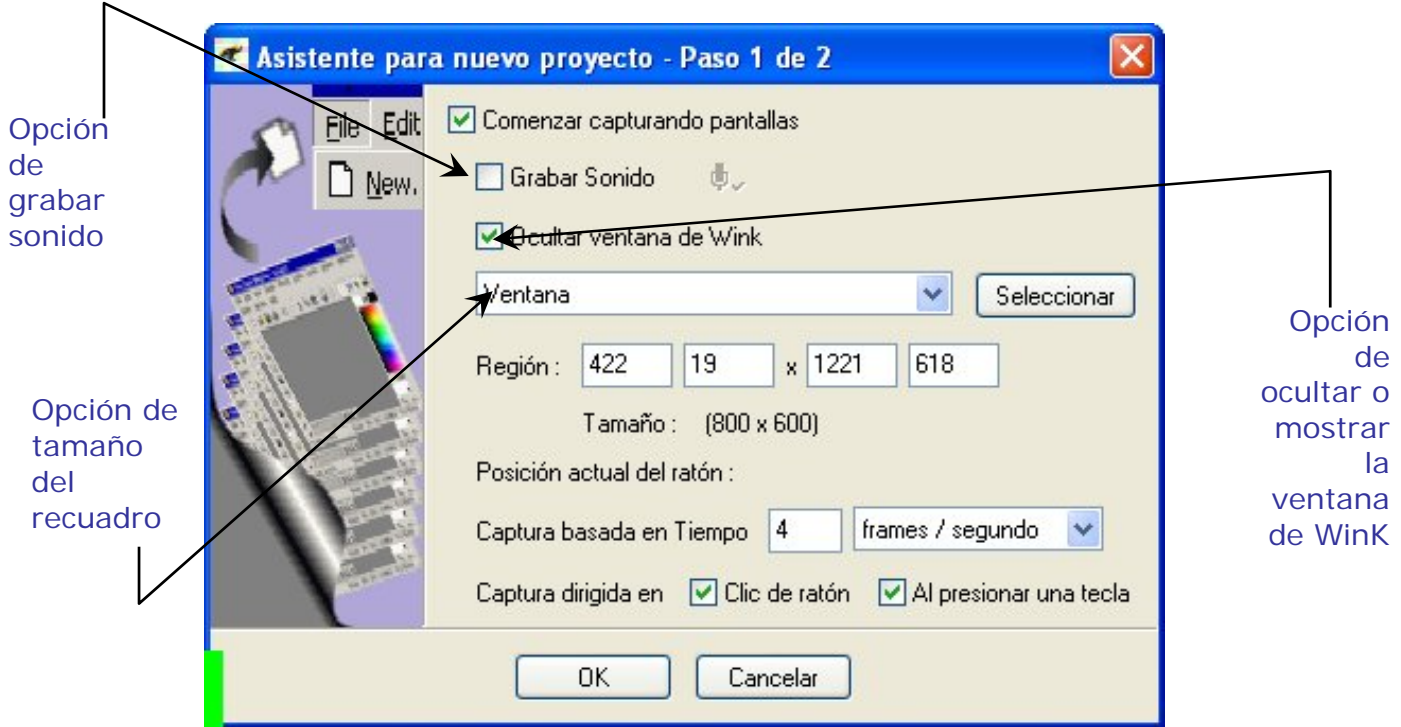 Asistente para nuevo proyecto - Paso 1 de 2
Opción
de
grabar
sonido
File Edit
New.
Comenzar capturando pantallas
Grabar Sonido
Ocultar ventana de Wink
Ventana
Seleccionar
Región : 422 19 x 1221 618
Tamaño : (800 x 600)
Posición actual del ratón :
Captura basada en Tiempo 4 frames / segundo
Captura dirigida en Clic de ratón Al presionar una tecla
OK Cancelar
Opción de
tamaño
del
recuadro
Opción
de
ocultar o
mostrar
la
ventana
de WinK